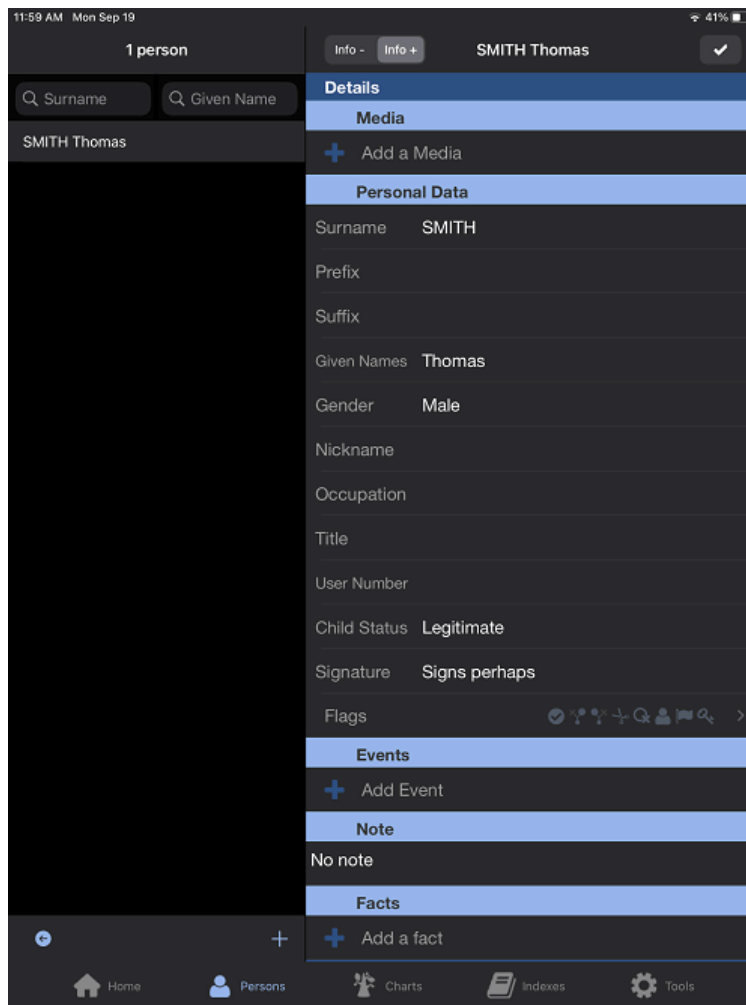 11:59 AM Mon Sep 19
41%
1 person
Info -
Info +
SMITH Thomas
Surname
Given Name
SMITH Thomas
Details
Media
Add a Media
Personal Data
Surname SMITH
Prefix
Suffix
Given Names Thomas
Gender Male
Nickname
Occupation
Title
User Number
Child Status Legitimate
Signature Signs perhaps
Flags
Events
Add Event
Note
No note
Facts
Add a fact
Home
Persons
Charts
Indexes
Tools